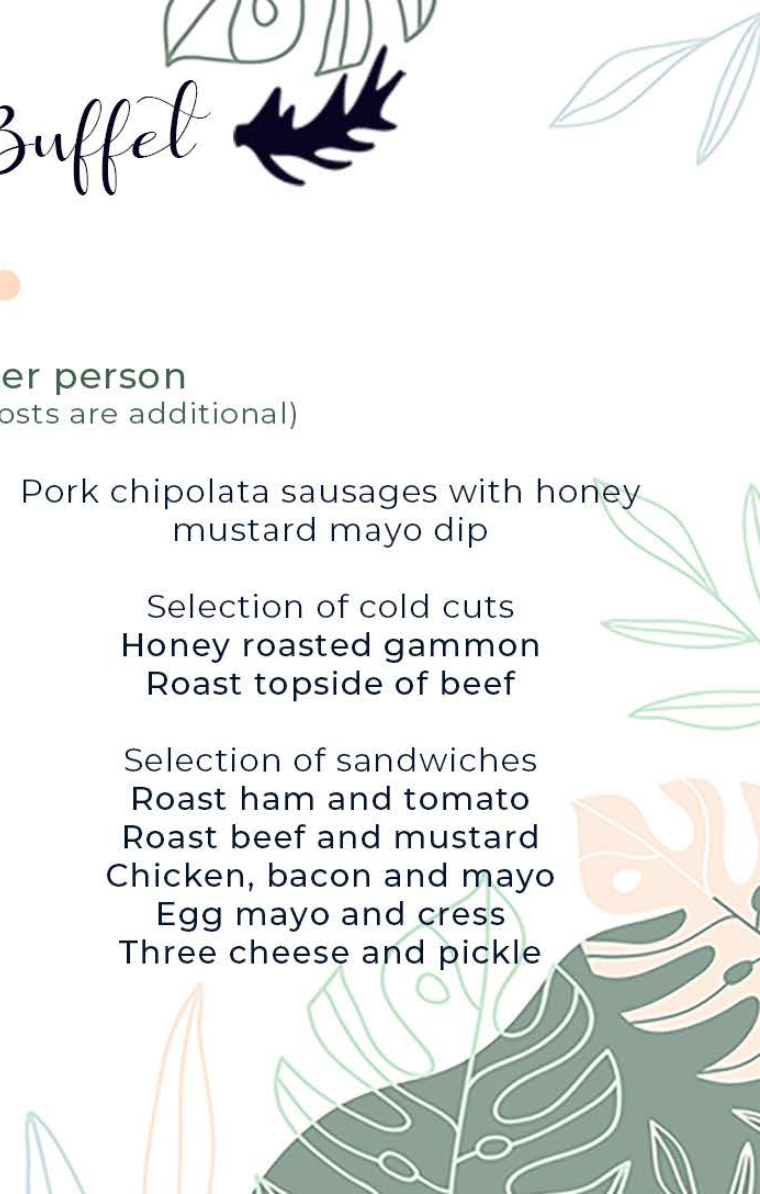 Buffet
er person
osts are additional)
Pork chipolata sausages with honey
mustard mayo dip
Selection of cold cuts
Honey roasted gammon
Roast topside of beef
Selection of sandwiches
Roast ham and tomato
Roast beef and mustard
Chicken, bacon and mayo
Egg mayo and cress
Three cheese and pickle